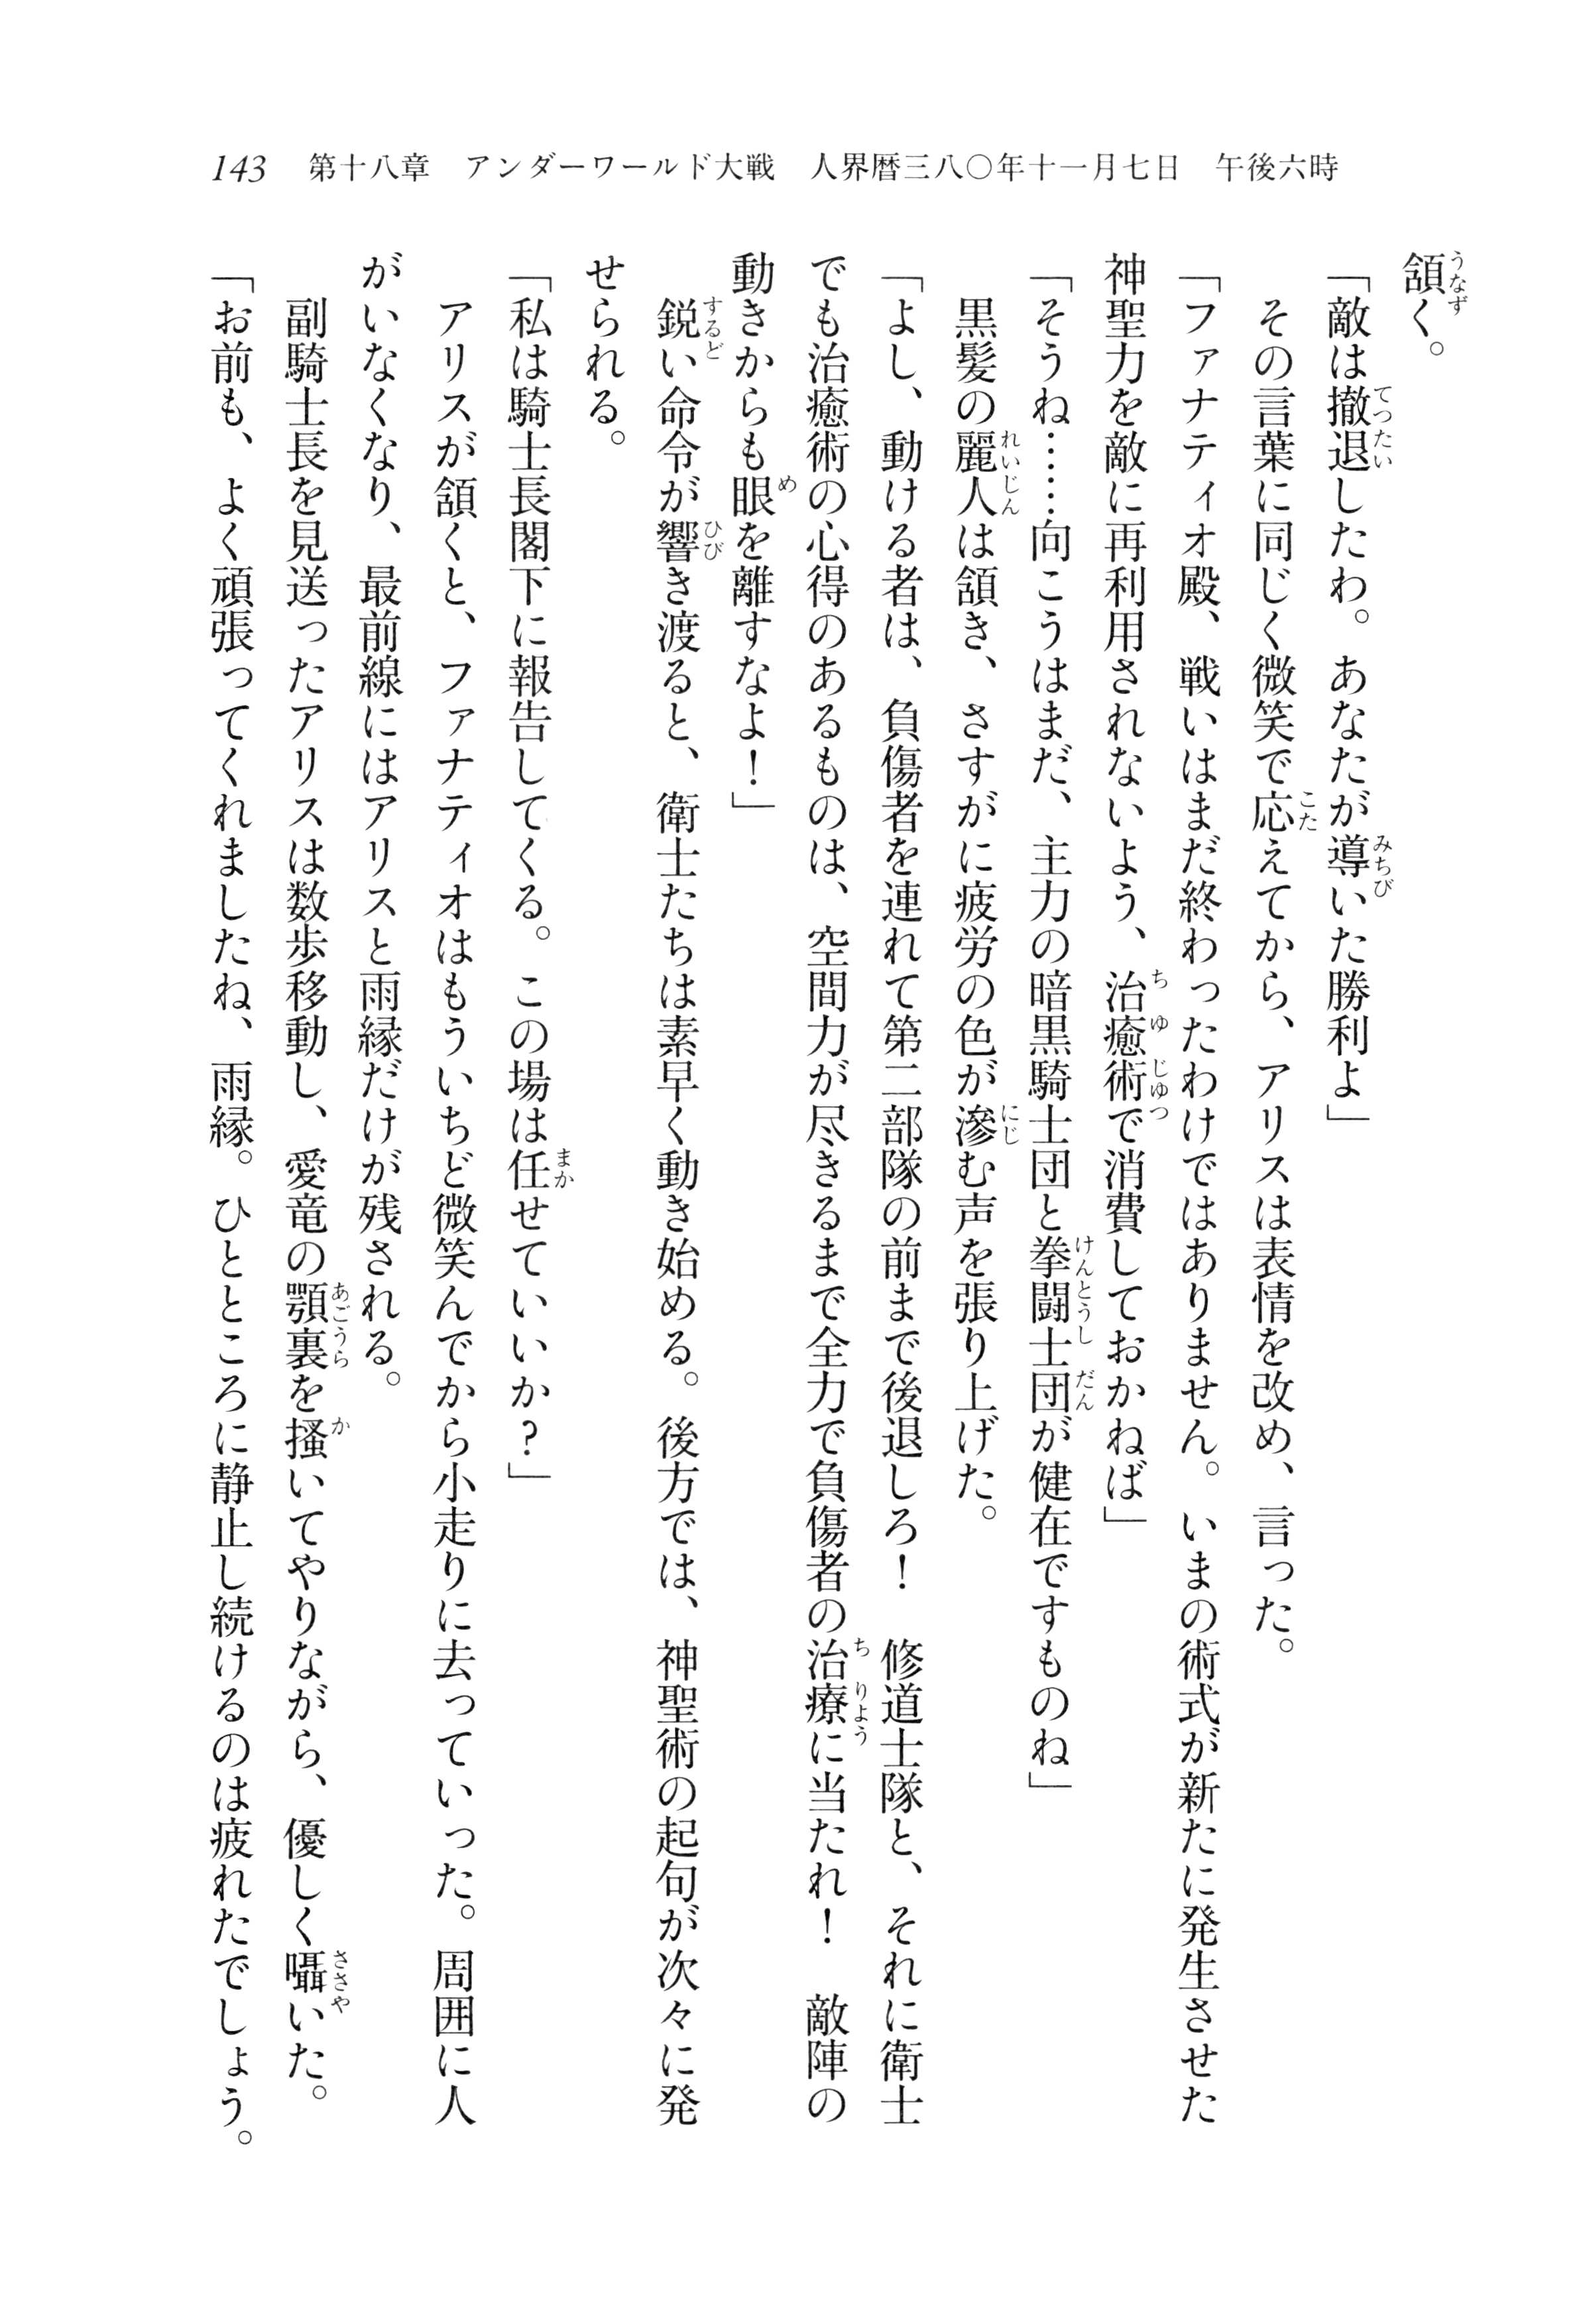 143　第十八章　アンダーワールド大戦　人界暦三八〇年十一月七日　午後六時
頷く。
「敵は撤退したわ。あなたが導いた勝利よ」
　その言葉に同じく微笑で応えてから、アリスは表情を改め、言った。
「ファナティオ殿、戦いはまだ終わったわけではありません。いまの術式が新たに発生させた
神聖力を敵に再利用されないよう、治癒術で消費しておかねば」
「そうね……向こうはまだ、主力の暗黒騎士団と拳闘士団が健在ですものね」
　黒髪の麗人は頷き、さすがに疲労の色が滲む声を張り上げた。
「よし、動ける者は、負傷者を連れて第二部隊の前まで後退しろ！　修道士隊と、それに衛士
でも治癒術の心得のあるものは、空間力が尽きるまで全力で負傷者の治療に当たれ！　敵陣の
動きからも眼を離すなよ！」
　鋭い命令が響き渡ると、衛士たちは素早く動き始める。後方では、神聖術の起句が次々に発
せられる。
「私は騎士長閣下に報告してくる。この場は任せていいか？」
　アリスが頷くと、ファナティオはもういちど微笑んでから小走りに去っていった。周囲に人
がいなくなり、最前線にはアリスと雨縁だけが残される。
　副騎士長を見送ったアリスは数歩移動し、愛竜の顎裏を掻いてやりながら、優しく囁いた。
「お前も、よく頑張ってくれましたね、雨縁。ひとところに静止し続けるのは疲れたでしょう。